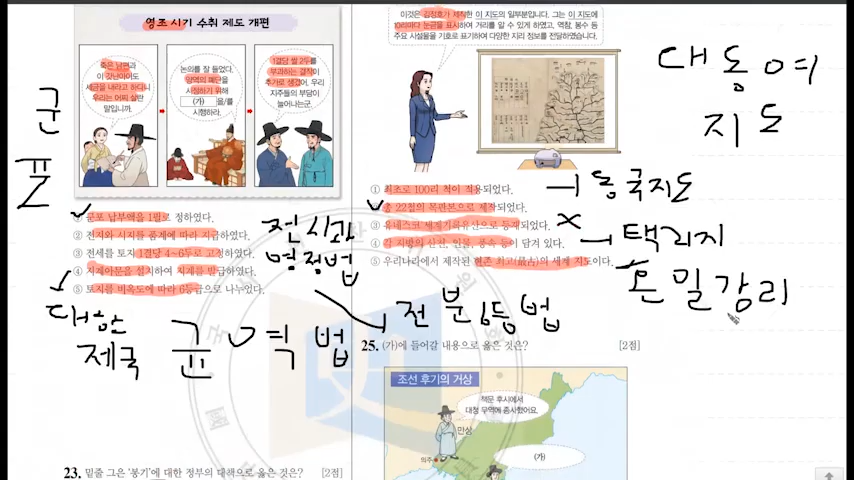 영조 시기 수취 제도 개편
죽은 남편과
이 갓난아이도
세금을 내라고 하다니
우리는 어찌 살란
말입니까.
논의를 잘 들었다.
양역의 폐단을
시정하기 위해
(가) 을/를
시행하라.
1결당 쌀 2두를
부과하는 결작이
추가로 생겼어. 우리
지주들의 부담이
늘어나는군.
① 군포 납부액을 1필로 정하였다.
② 전지와 시지를 품계에 따라 지급하였다.
③ 전세를 토지 1결당 4~6두로 고정하였다.
④ 지계아문을 설치하여 지계를 발급하였다.
⑤ 토지를 비옥도에 따라 6등급으로 나누었다.
군
포
전시과
영정법
대한
제국
균역법
전분6등법
23. 밑줄 그은 '봉기'에 대한 정부의 대책으로 옳은 것은? [2점]
이것은 김정호가 제작한 이 지도의 일부분입니다. 그는 이 지도에
10리마다 눈금을 표시하여 거리를 알 수 있게 하였고, 역참, 봉수 등
주요 시설물을 기호로 표기하여 다양한 지리 정보를 전달하였습니다.
대동여
지도
① 최초로 100리 척이 적용되었다.
② 총 22첩의 목판본으로 제작되었다.
③ 유네스코 세계기록유산으로 등재되었다.
④ 각 지방의 산천, 인물, 풍속 등이 담겨 있다.
⑤ 우리나라에서 제작된 현존 최고(最古)의 세계 지도이다.
동국지도
택리지
혼일강리
25. (가)에 들어갈 내용으로 옳은 것은? [2점]
조선 후기의 거상
책문 후시에서
대청 무역에 종사했어요.
만상
의주
(가)